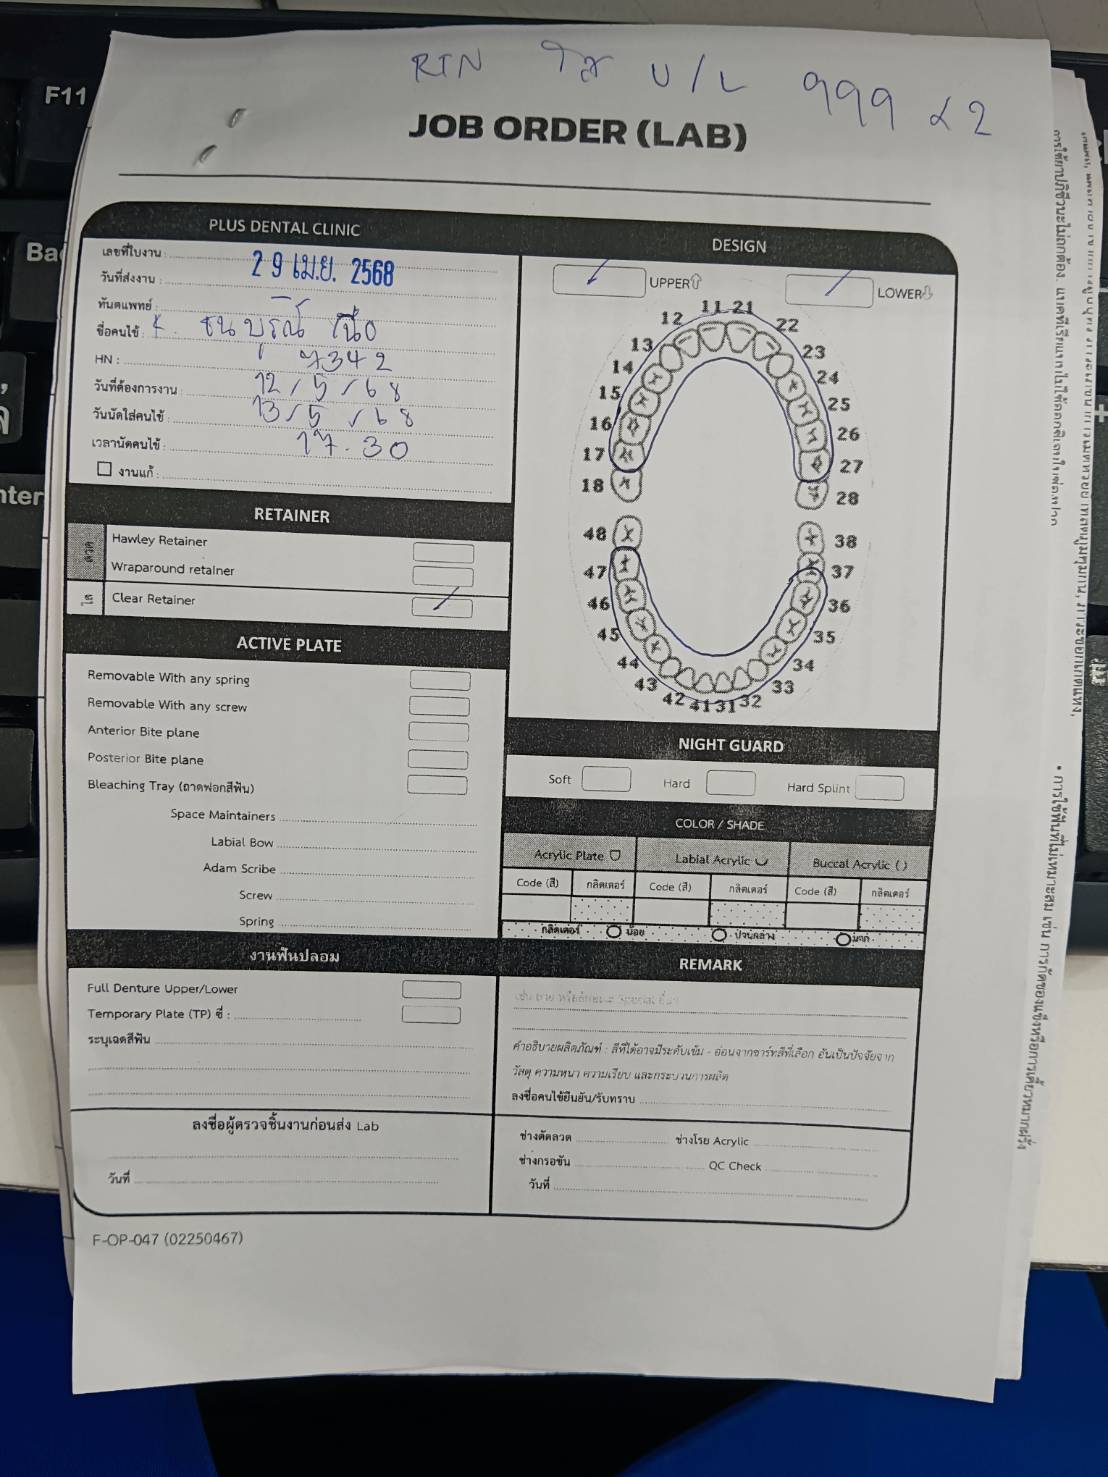 RTN ใส U/L 999 x 2
JOB ORDER (LAB)
PLUS DENTAL CLINIC
เลขที่ใบงาน :
วันที่ส่งงาน : 29 เม.ย. 2568
ทันตแพทย์ :
ชื่อคนไข้ :
HN : 7342
วันที่ต้องการงาน : 12/5/68
วันนัดใส่คนไข้ : 13/5/68
เวลานัดคนไข้ : 17.30
งานแก้ :
DESIGN
UPPER
LOWER
11 21
12 22
13 23
14 24
15 25
16 26
17 27
18 28
48 38
47 37
46 36
45 35
44 34
43 33
42 41 31 32
RETAINER
ลวด
Hawley Retainer
Wraparound retainer
ใส
Clear Retainer
ACTIVE PLATE
Removable With any spring
Removable With any screw
Anterior Bite plane
Posterior Bite plane
Bleaching Tray (ถาดฟอกสีฟัน)
Space Maintainers
Labial Bow
Adam Scribe
Screw
Spring
NIGHT GUARD
Soft Hard Hard Splint
COLOR / SHADE
Acrylic Plate Labial Acrylic Buccal Acrylic ( )
Code (สี) กลิตเตอร์ Code (สี) กลิตเตอร์ Code (สี) กลิตเตอร์
กลิตเตอร์ น้อย ปานกลาง มาก
งานฟันปลอม
Full Denture Upper/Lower
Temporary Plate (TP) ซี่ :
ระบุเฉดสีฟัน
REMARK
คำอธิบายผลิตภัณฑ์ : สีที่ได้อาจมีระดับเข้ม - อ่อนจากชาร์ทสีที่เลือก อันเป็นปัจจัยจาก
วัสดุ ความหนา ความเรียบ และกระบวนการผลิต
ลงชื่อคนไข้ยืนยัน/รับทราบ
ลงชื่อผู้ตรวจชิ้นงานก่อนส่ง Lab
วันที่
ช่างดัดลวด ช่างโรย Acrylic
ช่างกรอขัน QC Check
วันที่
F-OP-047 (02250467)
F11